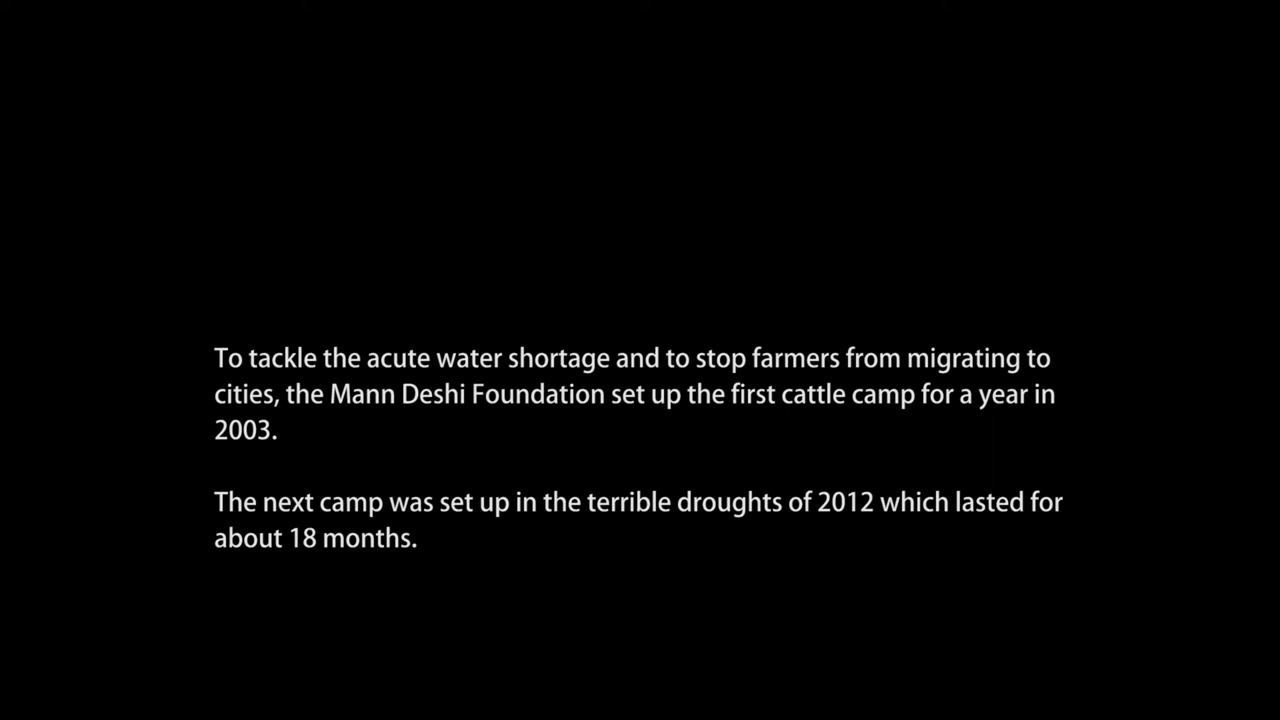 To tackle the acute water shortage and to stop farmers from migrating to
cities, the Mann Deshi Foundation set up the first cattle camp for a year in
2003.
The next camp was set up in the terrible droughts of 2012 which lasted for
about 18 months.